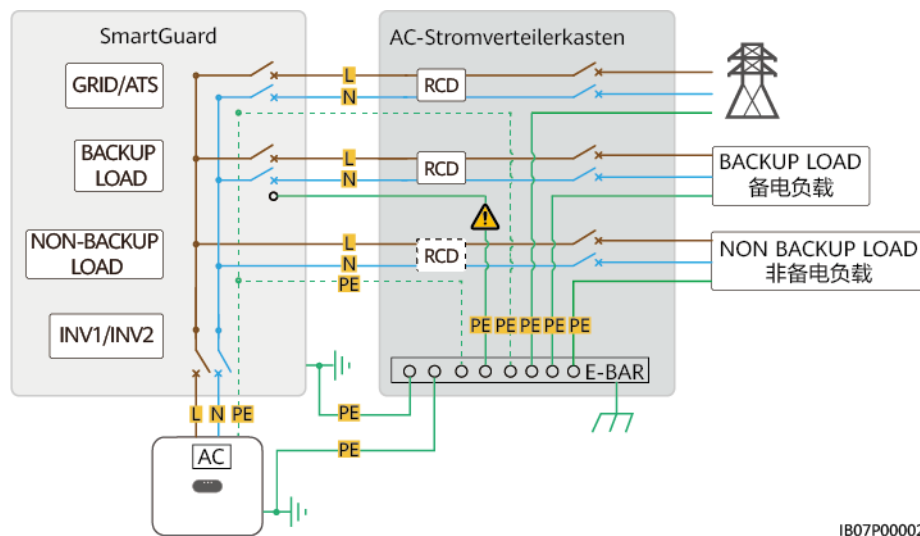 SmartGuard
AC-Stromverteilerkasten
GRID/ATS
L
N
RCD
BACKUP
LOAD
L
N
RCD
BACKUP LOAD
备电负载
NON-BACKUP
LOAD
L
N
PE
RCD
NON BACKUP LOAD
非备电负载
INV1/INV2
PE PE PE PE PE
E-BAR
L N PE
PE
PE
AC
IB07P00002